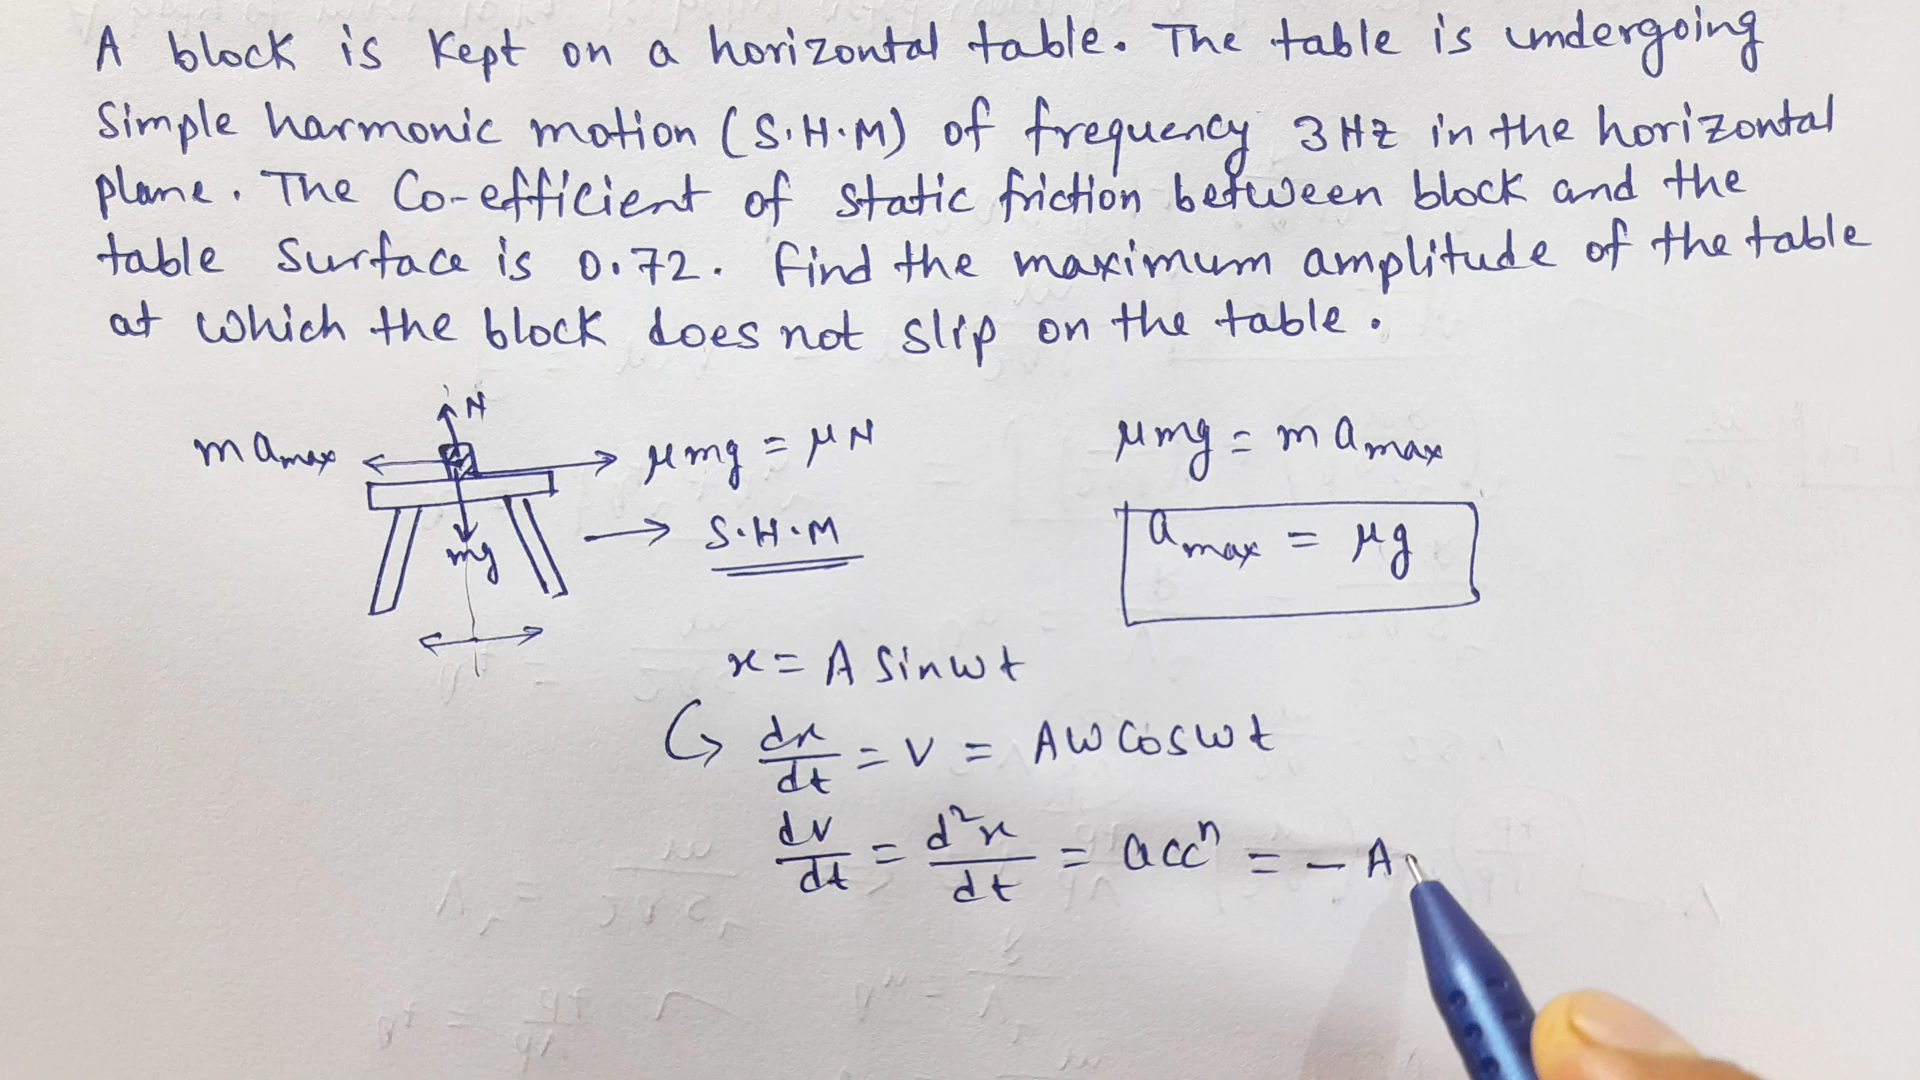 A block is kept on a horizontal table. The table is undergoing
Simple harmonic motion (S.H.M) of frequency 3 Hz in the horizontal
plane. The Co-efficient of static friction between block and the
table Surface is 0.72. Find the maximum amplitude of the table
at which the block does not slip on the table.
N
m a_max
μmg = μN
μmg = m a_max
S.H.M
mg
a_max = μg
x = A Sinωt
dx/dt = v = Aω Cosωt
dv/dt = d²x/dt = accⁿ = - A